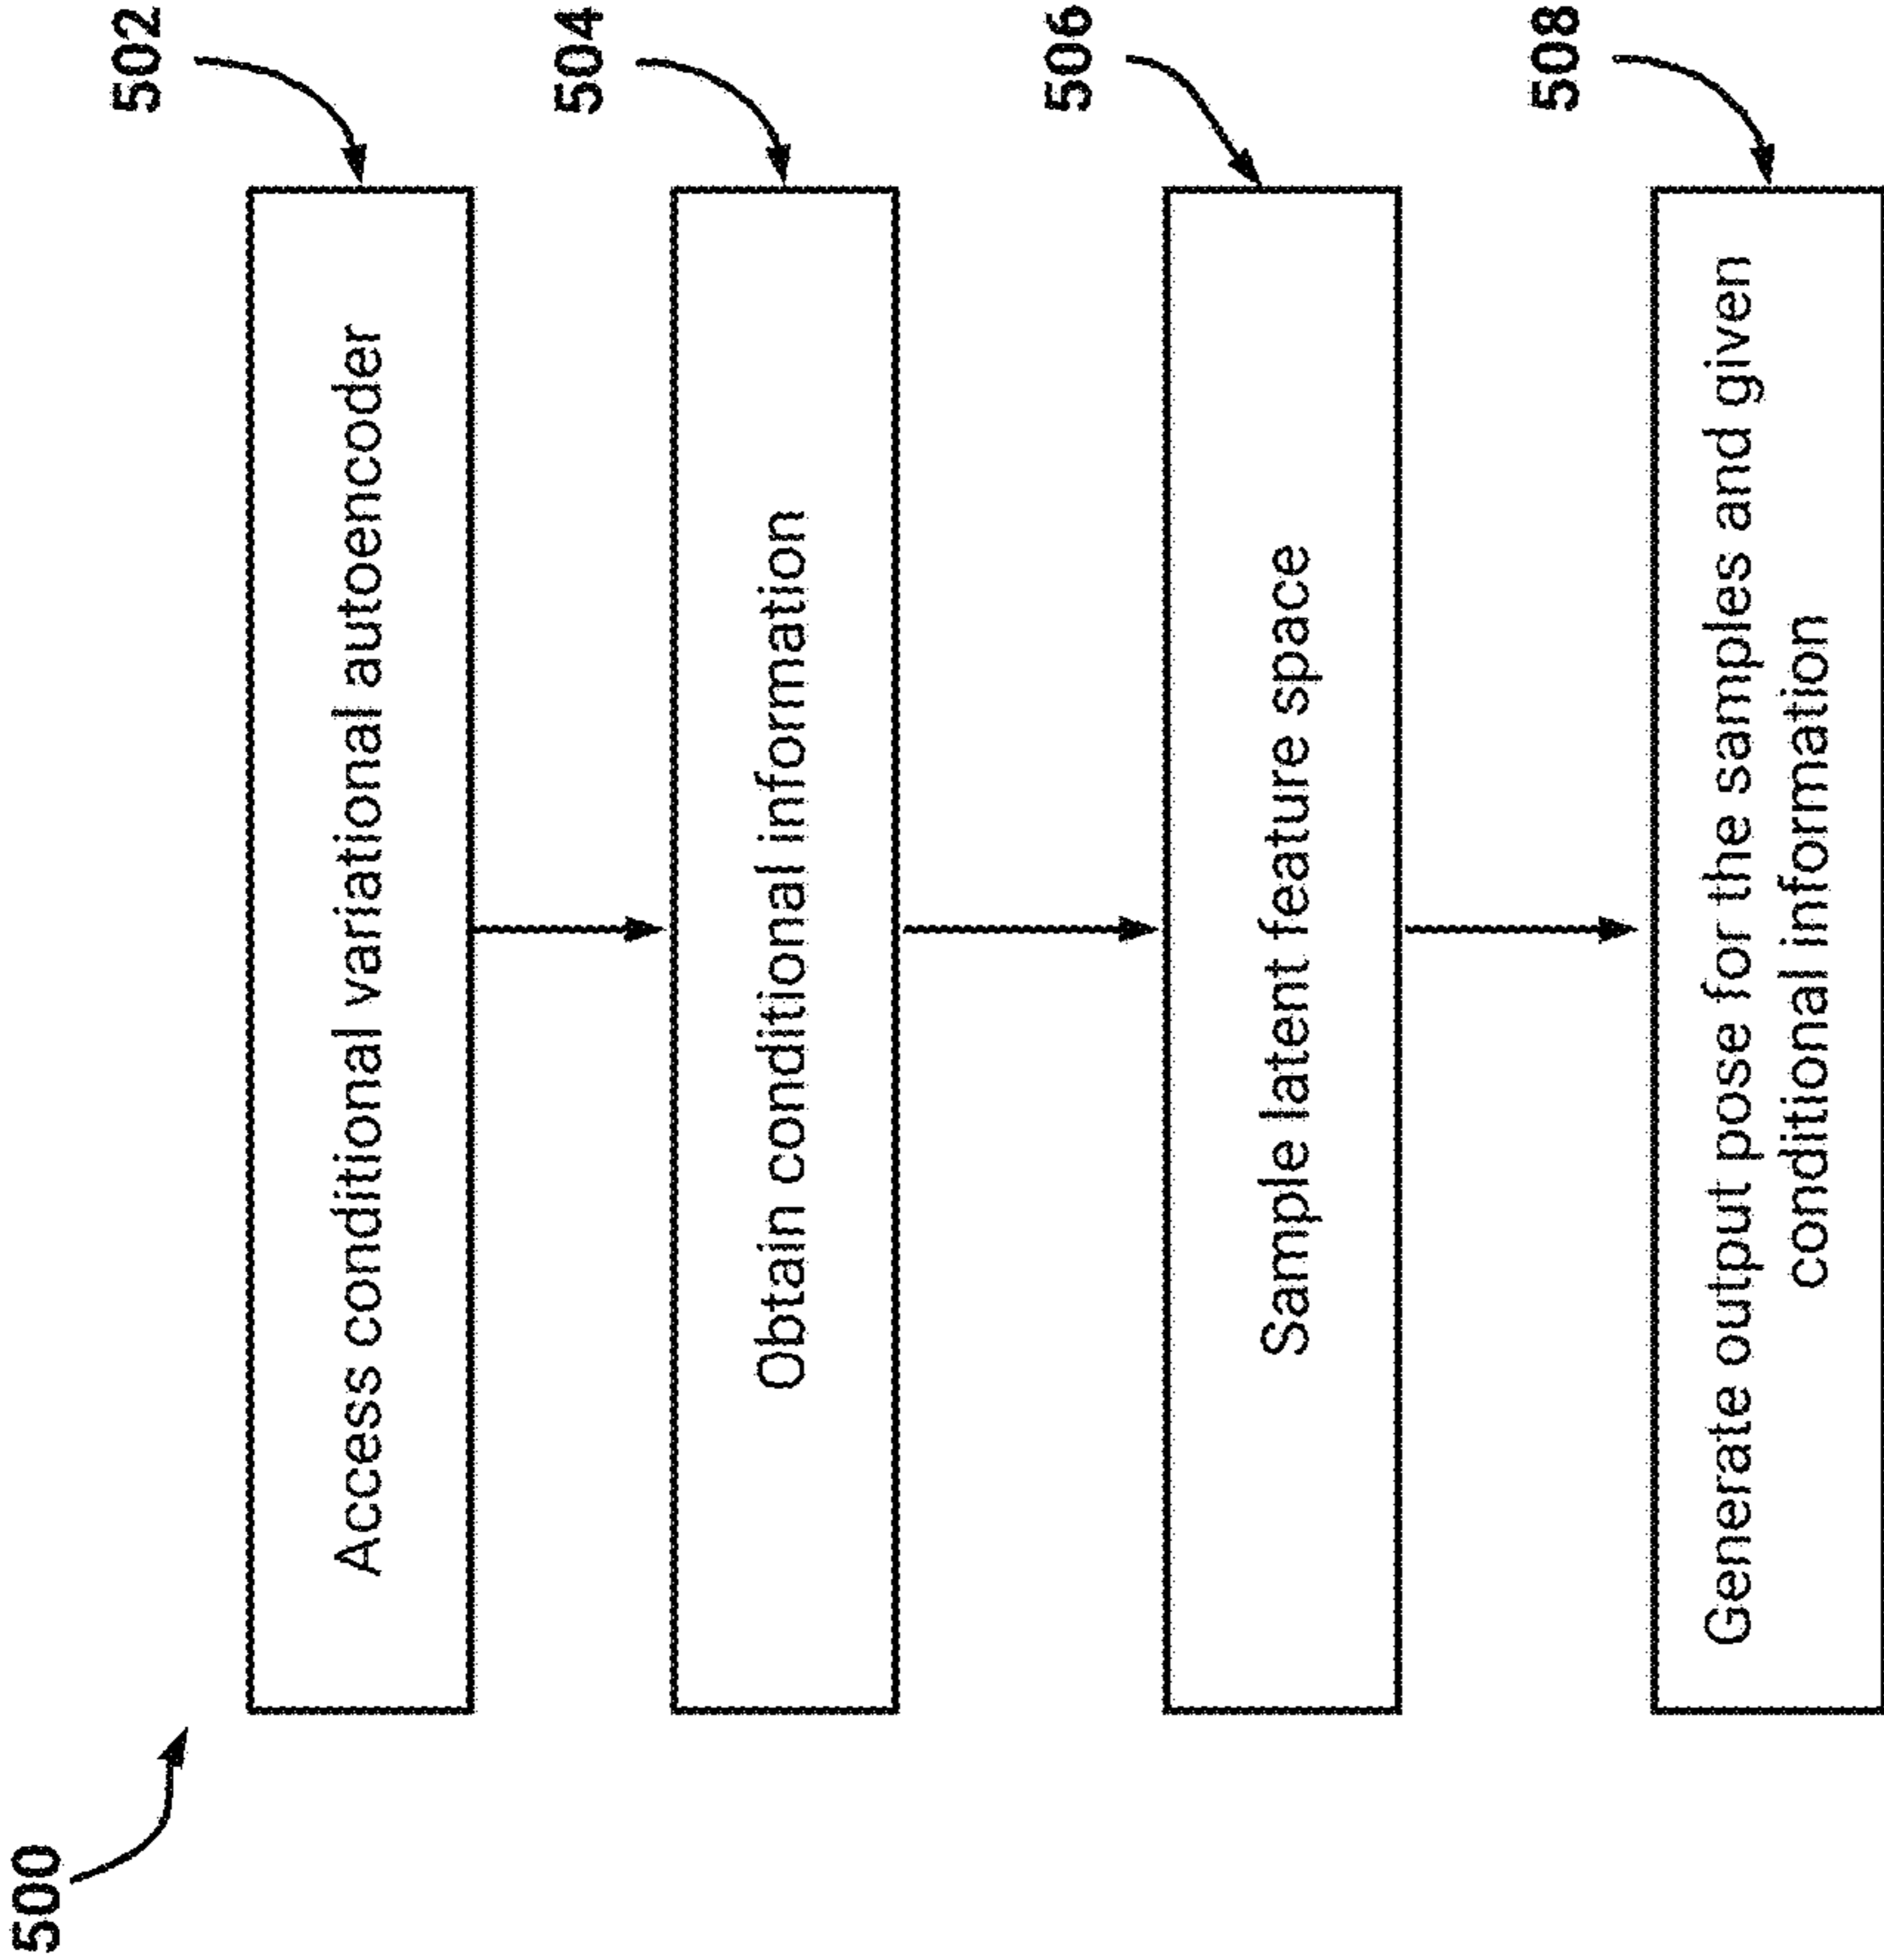 500
502
Access conditional variational autoencoder
504
Obtain conditional information
506
Sample latent feature space
508
Generate output pose for the samples and given
conditional information